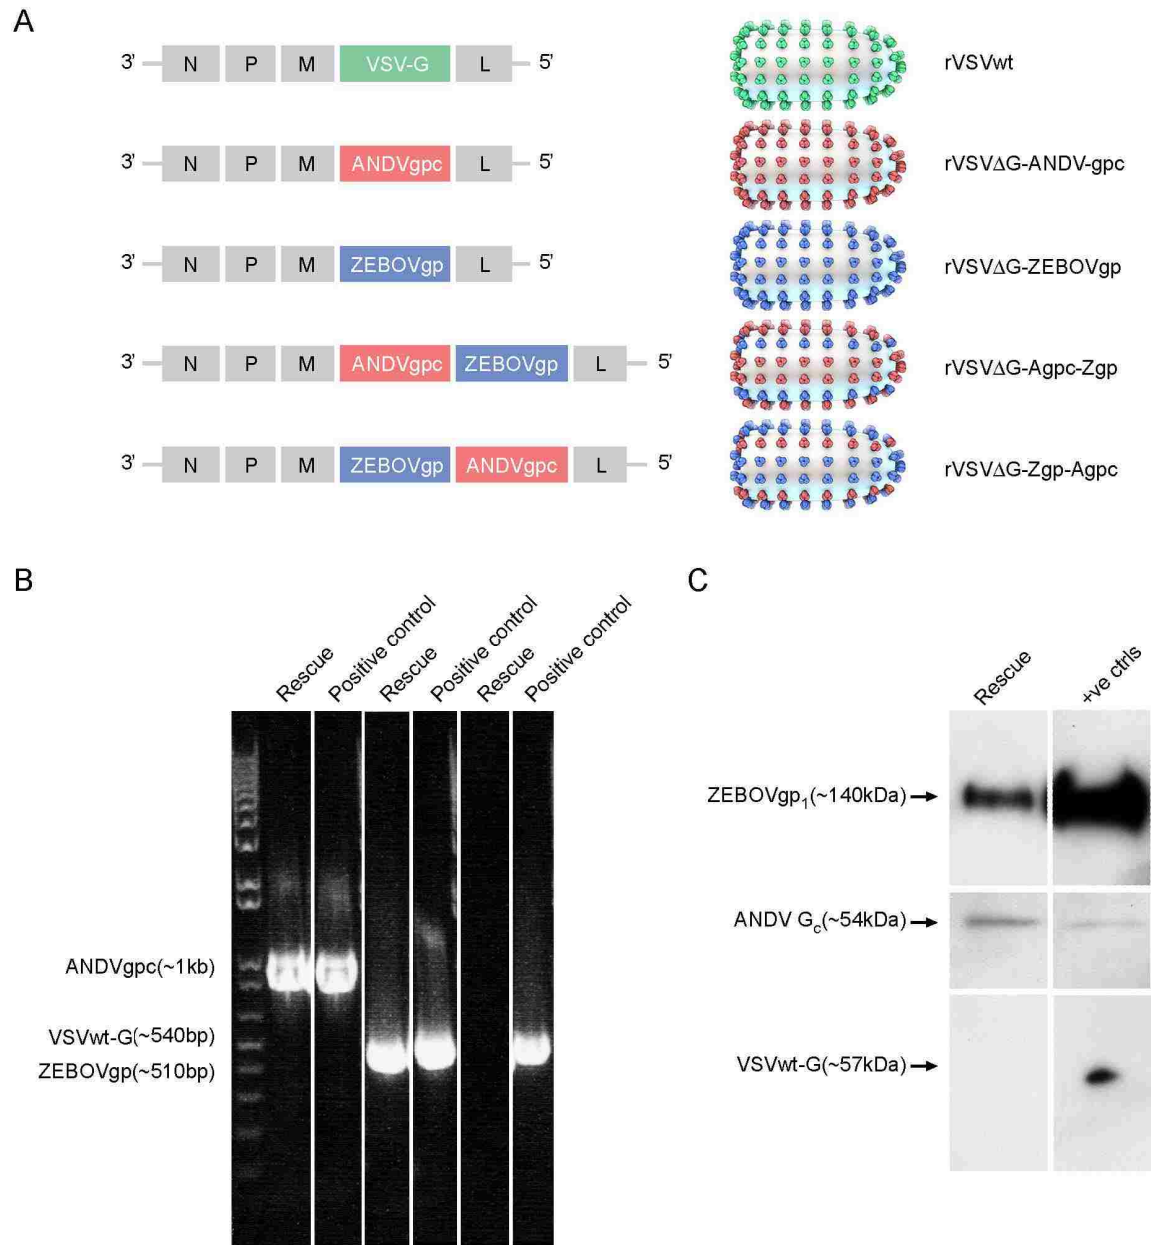 A
3' N P M VSV-G L 5' rVSVwt
3' N P M ANDVgpc L 5' rVSVΔG-ANDV-gpc
3' N P M ZEBOVgp L 5' rVSVΔG-ZEBOVgp
3' N P M ANDVgpc ZEBOVgp L 5' rVSVΔG-Agpc-Zgp
3' N P M ZEBOVgp ANDVgpc L 5' rVSVΔG-Zgp-Agpc
B
Rescue
Positive control
Rescue
Positive control
Rescue
Positive control
ANDVgpc(~1kb)
VSVwt-G(~540bp)
ZEBOVgp(~510bp)
C
Rescue
+ve ctrls
ZEBOVgp1(~140kDa)
ANDV Gc(~54kDa)
VSVwt-G(~57kDa)